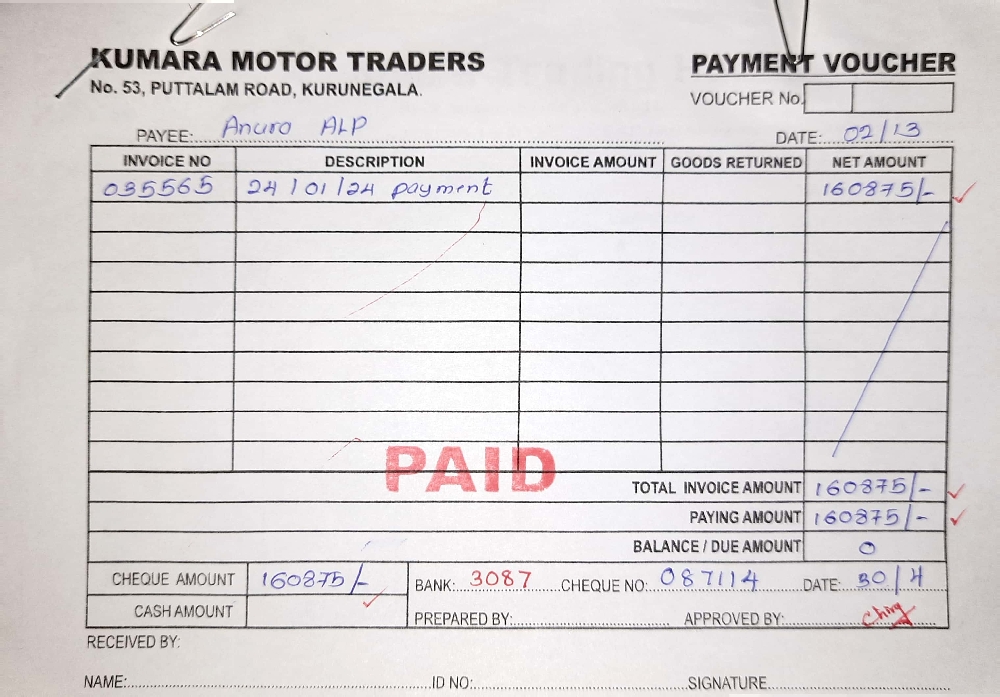 KUMARA MOTOR TRADERS
PAYMENT VOUCHER
No. 53, PUTTALAM ROAD, KURUNEGALA.
VOUCHER No.
PAYEE: Anura ALP DATE: 02/13
INVOICE NO DESCRIPTION INVOICE AMOUNT GOODS RETURNED NET AMOUNT
035565 24/01/24 payment 160875/-
PAID
TOTAL INVOICE AMOUNT 160875/-
PAYING AMOUNT 160875/-
BALANCE / DUE AMOUNT 0
CHEQUE AMOUNT 160875/- BANK: 3087 CHEQUE NO: 087114 DATE: 30/4
CASH AMOUNT PREPARED BY: APPROVED BY:
RECEIVED BY:
NAME: ID NO: SIGNATURE